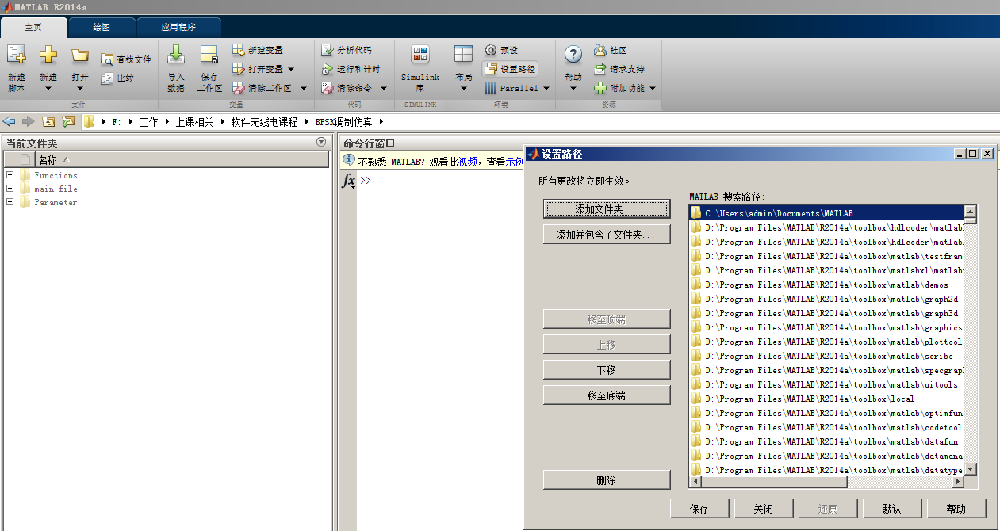 MATLAB R2014a
主页 绘图 应用程序
新建脚本 新建 打开 查找文件 比较
导入数据 保存工作区 新建变量 打开变量 清除工作区
分析代码 运行和计时 清除命令
Simulink 库
布局 预设 设置路径 Parallel
帮助 社区 请求支持 附加功能
文件 变量 代码 SIMULINK 环境 资源
F: 工作 上课相关 软件无线电课程 BPSK调制仿真
当前文件夹
名称
Functions
main_file
Parameter
命令行窗口
不熟悉 MATLAB? 观看此视频, 查看示例
fx >>
设置路径
所有更改将立即生效。
添加文件夹...
添加并包含子文件夹...
移至顶端
上移
下移
移至底端
删除
MATLAB 搜索路径:
C:\Users\admin\Documents\MATLAB
D:\Program Files\MATLAB\R2014a\toolbox\hdlcoder\matlabl
D:\Program Files\MATLAB\R2014a\toolbox\hdlcoder\matlabl
D:\Program Files\MATLAB\R2014a\toolbox\matlab\testframe
D:\Program Files\MATLAB\R2014a\toolbox\matlabxl\matlabx
D:\Program Files\MATLAB\R2014a\toolbox\matlab\demos
D:\Program Files\MATLAB\R2014a\toolbox\matlab\graph2d
D:\Program Files\MATLAB\R2014a\toolbox\matlab\graph3d
D:\Program Files\MATLAB\R2014a\toolbox\matlab\graphics
D:\Program Files\MATLAB\R2014a\toolbox\matlab\plottools
D:\Program Files\MATLAB\R2014a\toolbox\matlab\scribe
D:\Program Files\MATLAB\R2014a\toolbox\matlab\specgraph
D:\Program Files\MATLAB\R2014a\toolbox\matlab\uitools
D:\Program Files\MATLAB\R2014a\toolbox\local
D:\Program Files\MATLAB\R2014a\toolbox\matlab\optimfun
D:\Program Files\MATLAB\R2014a\toolbox\matlab\codetools
D:\Program Files\MATLAB\R2014a\toolbox\matlab\datafun
D:\Program Files\MATLAB\R2014a\toolbox\matlab\datamanag
D:\Program Files\MATLAB\R2014a\toolbox\matlab\datatypes
保存 关闭 还原 默认 帮助